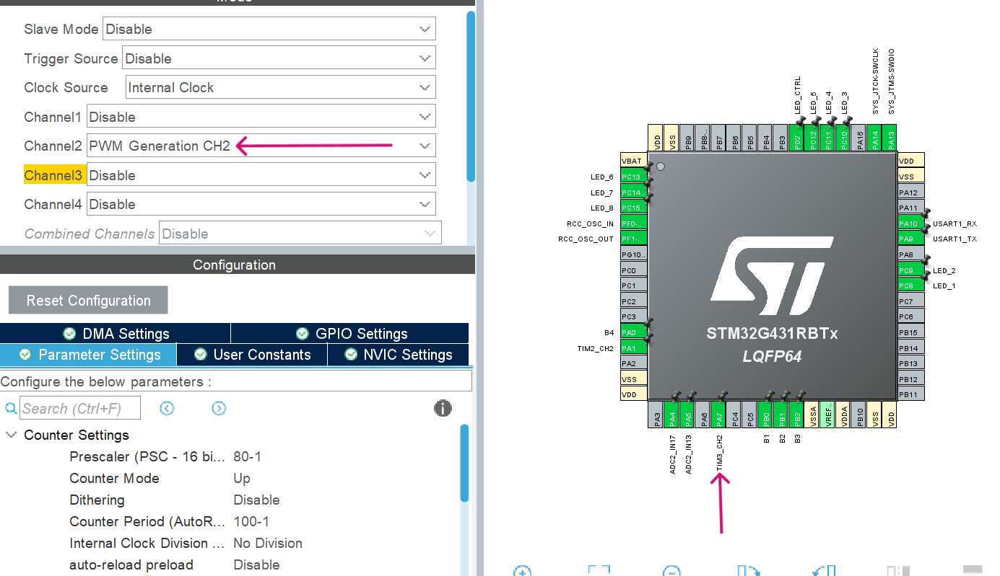 Mode
Slave Mode Disable
Trigger Source Disable
Clock Source Internal Clock
Channel1 Disable
Channel2 PWM Generation CH2
Channel3 Disable
Channel4 Disable
Combined Channels Disable
Configuration
Reset Configuration
DMA Settings GPIO Settings
Parameter Settings User Constants NVIC Settings
Configure the below parameters :
Search (Ctrl+F)
Counter Settings
Prescaler (PSC - 16 bi... 80-1
Counter Mode Up
Dithering Disable
Counter Period (AutoR... 100-1
Internal Clock Division ... No Division
auto-reload preload Disable
LED_CTRL
LED_5
LED_4
LED_3
SYS_JTCK-SWCLK
SYS_JTMS-SWDIO
VDD
VSS
PB9
PB8-..
PB7
PB6
PB5
PB4
PB3
PD2
PC12
PC11
PC10
PA15
PA14
PA13
VBAT
LED_6 PC13
LED_7 PC14..
LED_8 PC15..
RCC_OSC_IN PF0-..
RCC_OSC_OUT PF1-..
PG10..
PC0
PC1
PC2
PC3
B4 PA0
TIM2_CH2 PA1
PA2
VSS
VDD
ST
STM32G431RBTx
LQFP64
VDD
VSS
PA12
PA11
PA10 USART1_RX
PA9 USART1_TX
PA8
PC9 LED_2
PC8 LED_1
PC7
PC6
PB15
PB14
PB13
PB12
PB11
PA3
PA4
PA5
PA6
PA7
PC4
PC5
PB0
PB1
PB2
VSSA
VREF..
VDDA
PB10
VSS
VDD
ADC2_IN17
ADC2_IN13
TIM3_CH2
B1
B2
B3